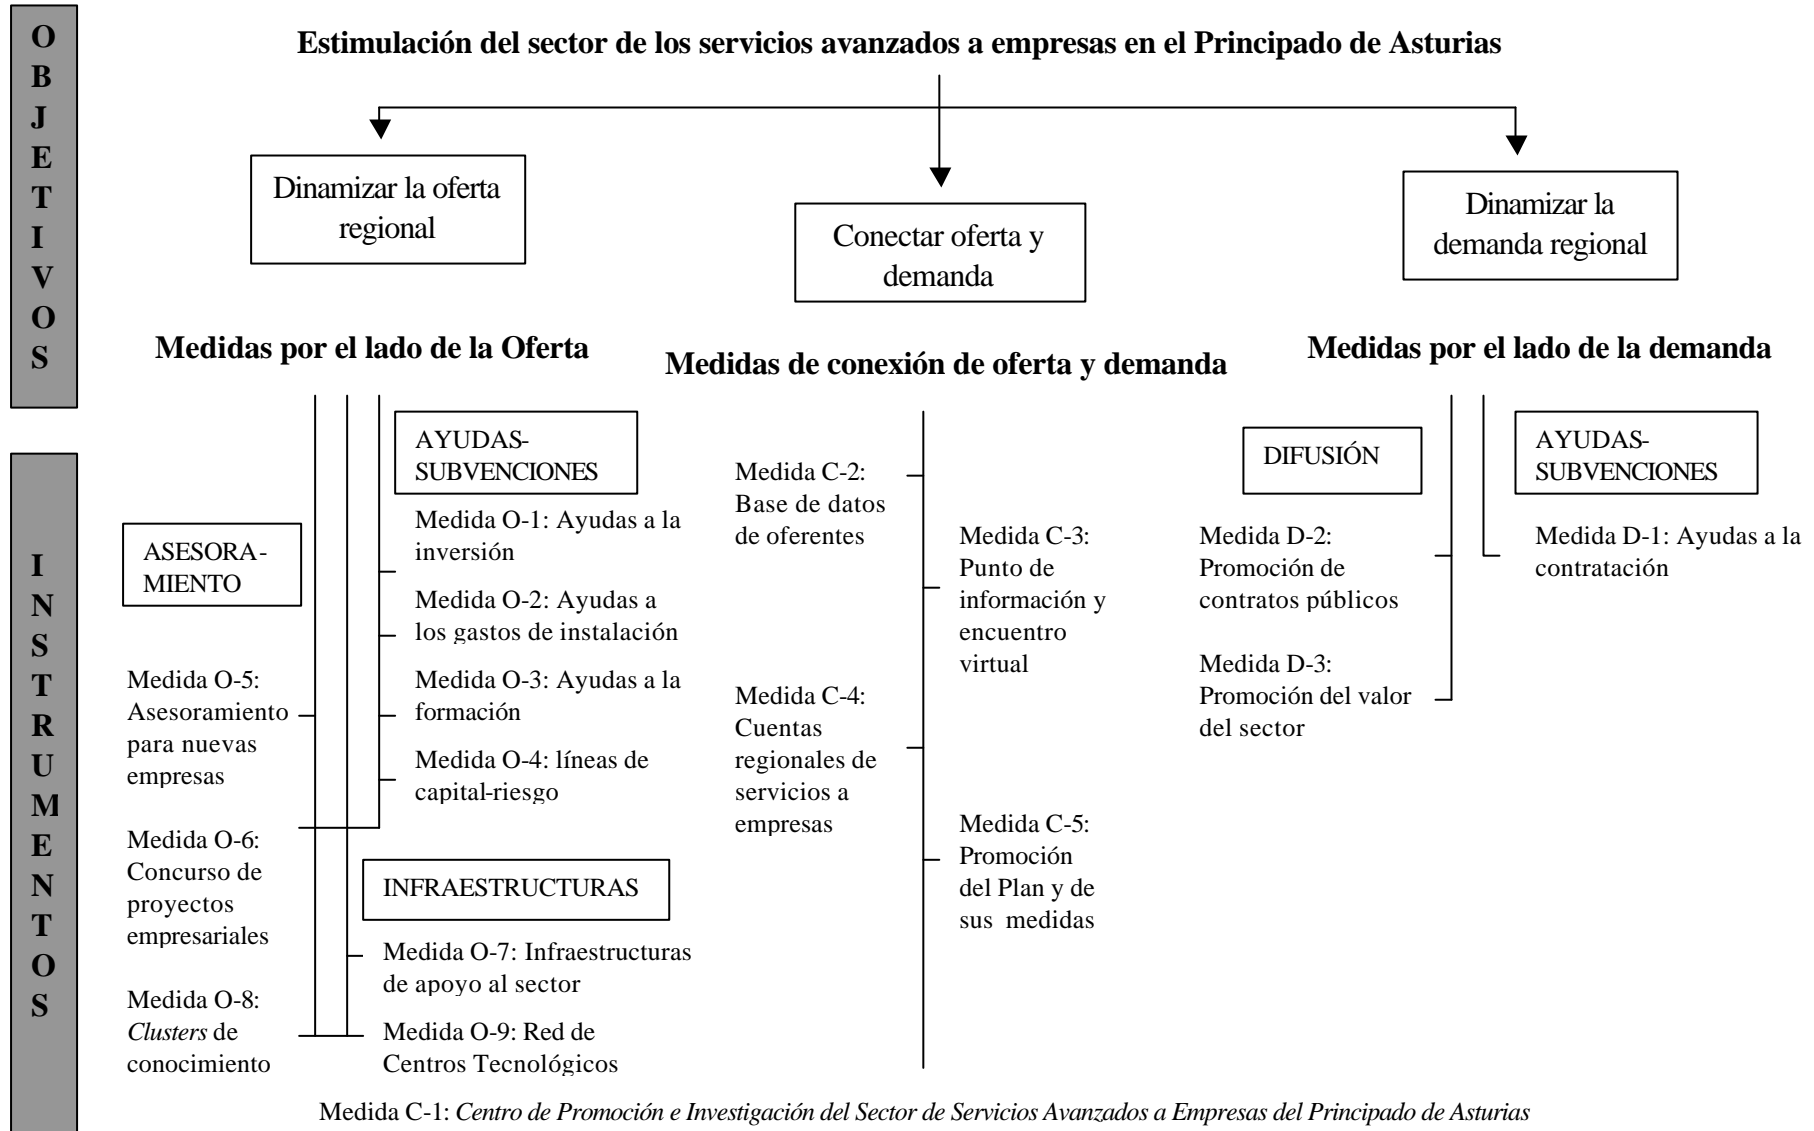 OBJETIVOS
Estimulación del sector de los servicios avanzados a empresas en el Principado de Asturias
Dinamizar la oferta
regional
Conectar oferta y
demanda
Dinamizar la
demanda regional
Medidas por el lado de la Oferta
Medidas de conexión de oferta y demanda
Medidas por el lado de la demanda
INSTRUMENTOS
ASESORA-
MIENTO
Medida O-5:
Asesoramiento
para nuevas
empresas
Medida O-6:
Concurso de
proyectos
empresariales
Medida O-8:
Clusters de
conocimiento
AYUDAS-
SUBVENCIONES
Medida O-1: Ayudas a la
inversión
Medida O-2: Ayudas a
los gastos de instalación
Medida O-3: Ayudas a la
formación
Medida O-4: líneas de
capital-riesgo
INFRAESTRUCTURAS
Medida O-7: Infraestructuras
de apoyo al sector
Medida O-9: Red de
Centros Tecnológicos
Medida C-2:
Base de datos
de oferentes
Medida C-3:
Punto de
información y
encuentro
virtual
Medida C-4:
Cuentas
regionales de
servicios a
empresas
Medida C-5:
Promoción
del Plan y de
sus medidas
DIFUSIÓN
Medida D-2:
Promoción de
contratos públicos
Medida D-3:
Promoción del valor
del sector
AYUDAS-
SUBVENCIONES
Medida D-1: Ayudas a la
contratación
Medida C-1: Centro de Promoción e Investigación del Sector de Servicios Avanzados a Empresas del Principado de Asturias